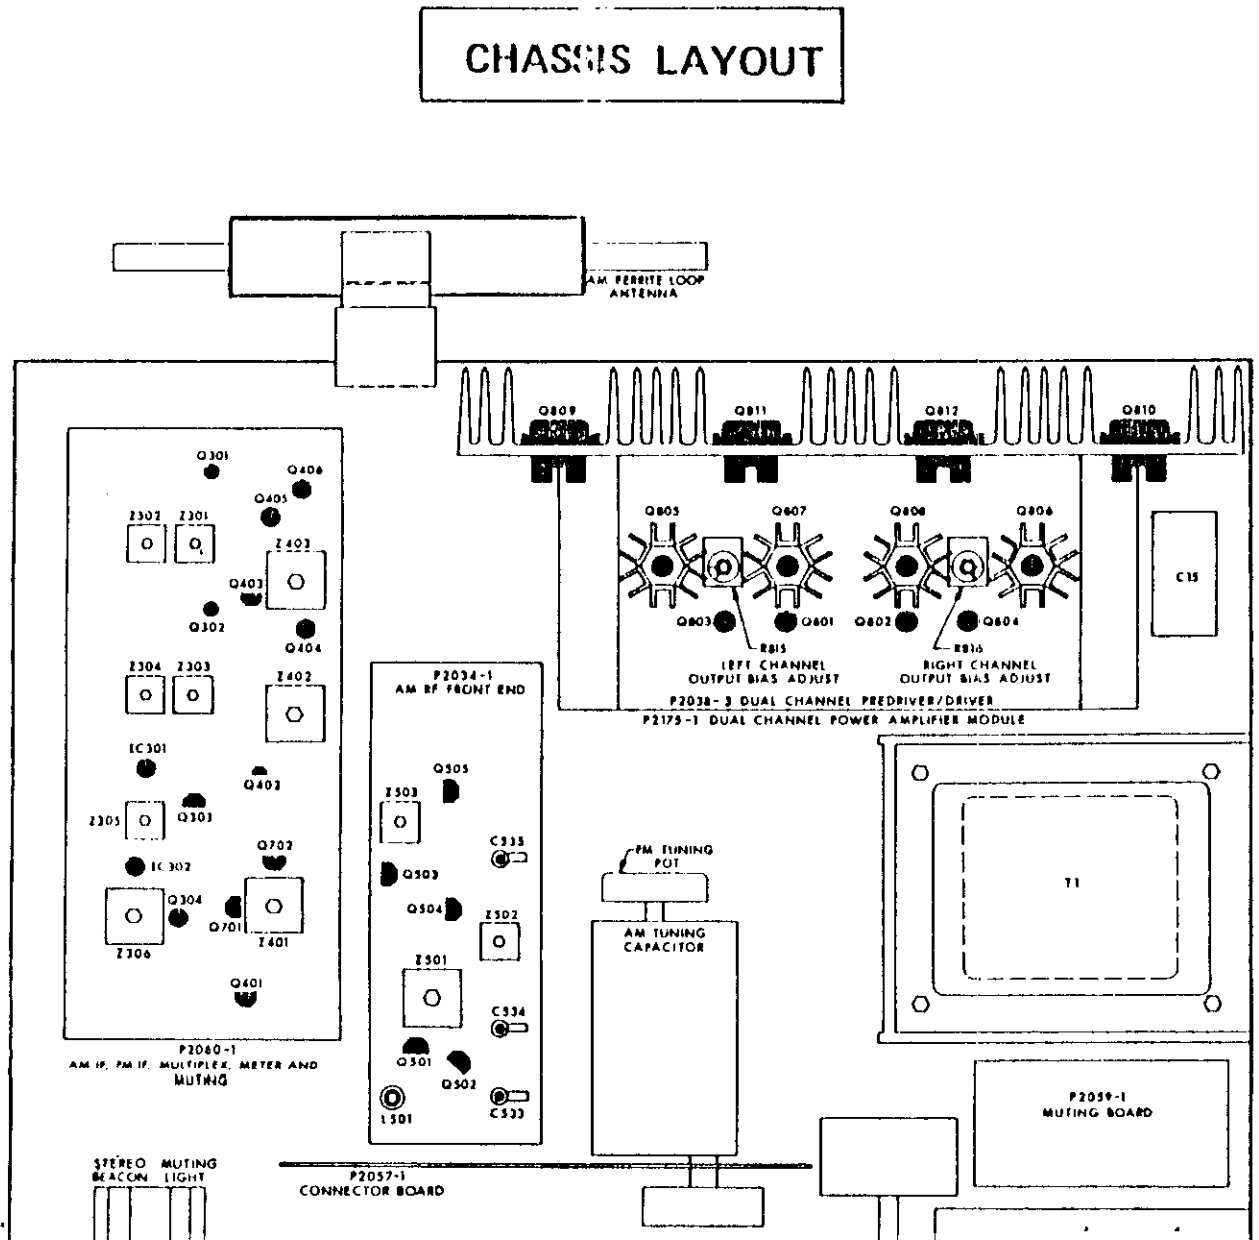 CHASSIS LAYOUT
AM FERRITE LOOP
ANTENNA
Q809
Q811
Q812
Q810
Q301
Q406
Q405
Z302
Z301
Z403
Q403
Q302
Q404
Z304
Z303
Z402
IC301
Q402
Q303
Z305
Q702
IC302
Q304
Q701
Z401
Z306
Q401
P2060-1
AM IF, FM IF, MULTIPLEX, METER AND
MUTING
STEREO
BEACON
MUTING
LIGHT
P2034-1
AM RF FRONT END
Q505
Z503
C535
Q503
Q504
Z502
Z501
C534
Q501
Q502
L501
C533
P2057-1
CONNECTOR BOARD
Q805
Q807
Q808
Q806
Q803
Q801
Q802
Q804
R815
LEFT CHANNEL
OUTPUT BIAS ADJUST
R816
RIGHT CHANNEL
OUTPUT BIAS ADJUST
P2038-3 DUAL CHANNEL PREDRIVER/DRIVER
P2175-1 DUAL CHANNEL POWER AMPLIFIER MODULE
C15
FM TUNING
POT
AM TUNING
CAPACITOR
T1
P2059-1
MUTING BOARD